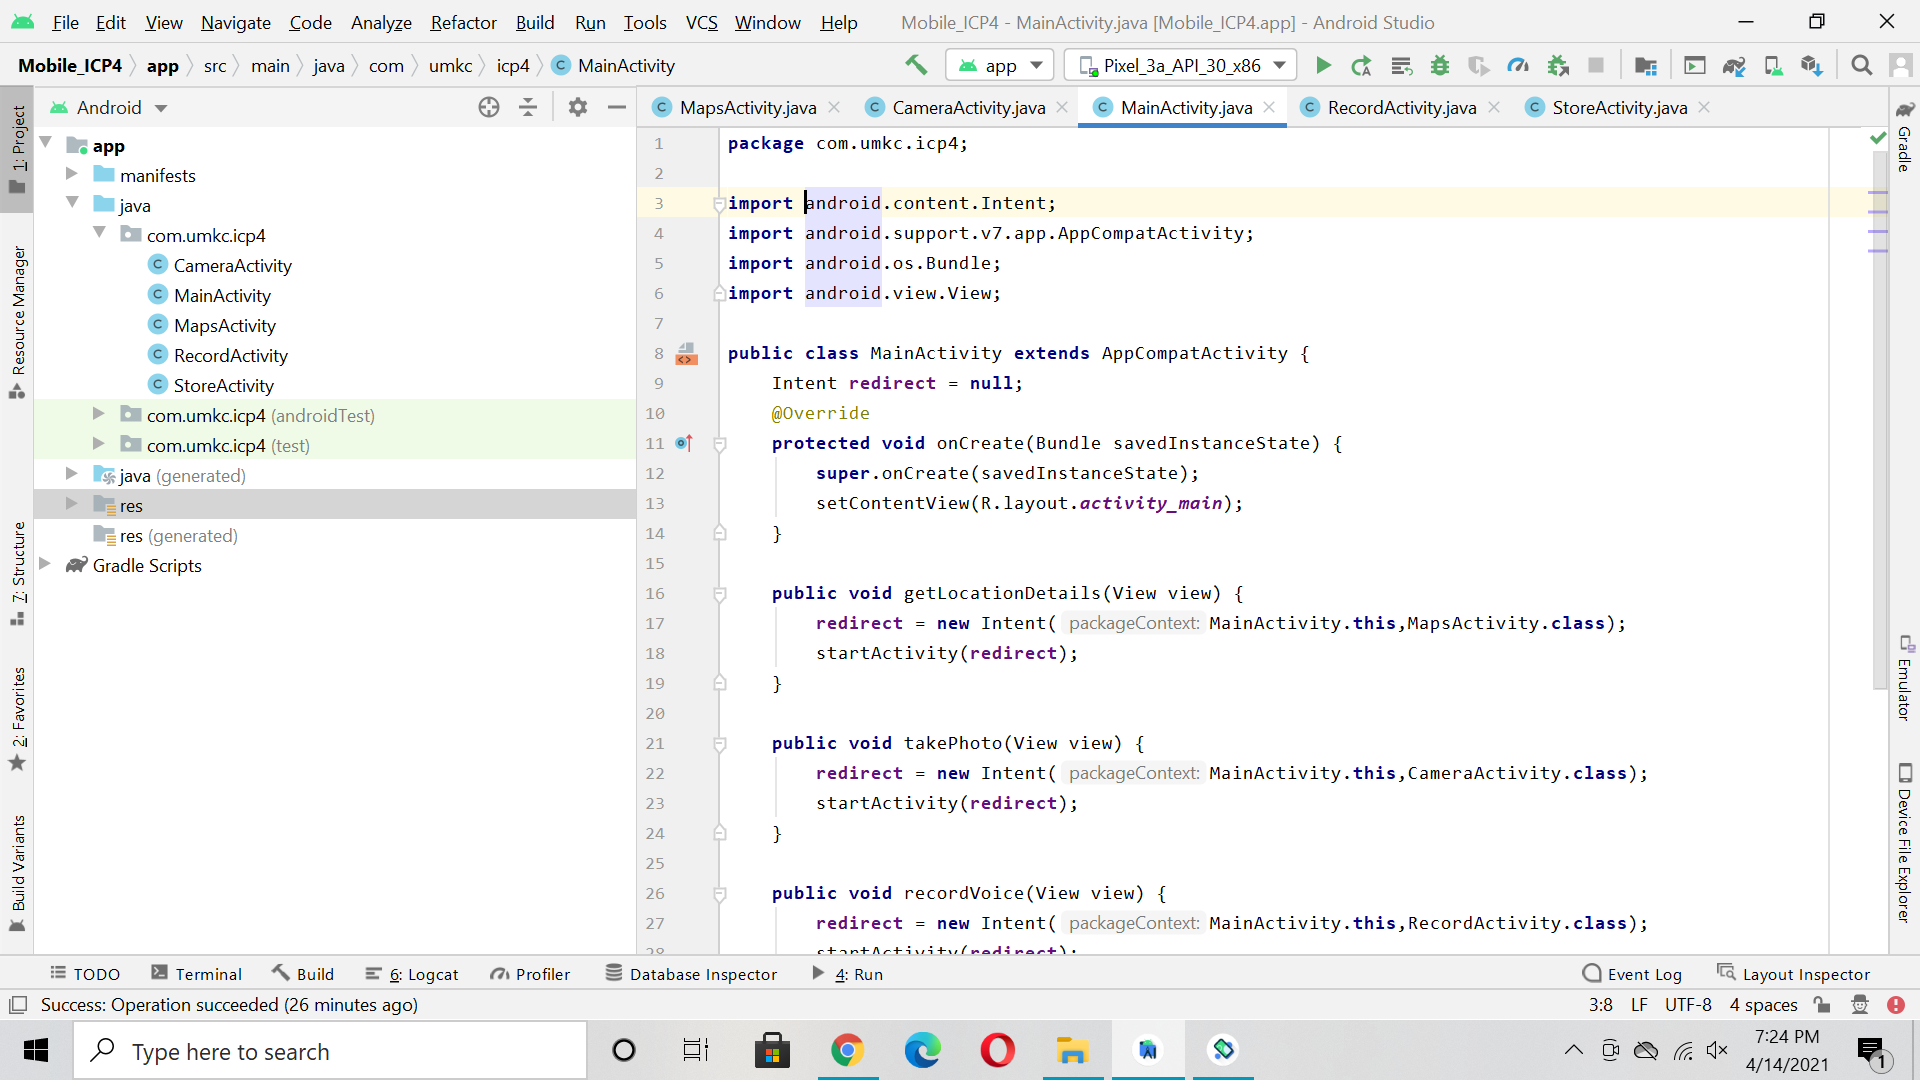 File Edit View Navigate Code Analyze Refactor Build Run Tools VCS Window Help Mobile_ICP4 - MainActivity.java [Mobile_ICP4.app] - Android Studio
Mobile_ICP4 app src main java com umkc icp4 MainActivity app Pixel_3a_API_30_x86
Android MapsActivity.java CameraActivity.java MainActivity.java RecordActivity.java StoreActivity.java
1: Project
Resource Manager
7: Structure
2: Favorites
Build Variants
app
manifests
java
com.umkc.icp4
CameraActivity
MainActivity
MapsActivity
RecordActivity
StoreActivity
com.umkc.icp4 (androidTest)
com.umkc.icp4 (test)
java (generated)
res
res (generated)
Gradle Scripts
1 package com.umkc.icp4;
2
3 import android.content.Intent;
4 import android.support.v7.app.AppCompatActivity;
5 import android.os.Bundle;
6 import android.view.View;
7
8 public class MainActivity extends AppCompatActivity {
9 Intent redirect = null;
10 @Override
11 protected void onCreate(Bundle savedInstanceState) {
12 super.onCreate(savedInstanceState);
13 setContentView(R.layout.activity_main);
14 }
15
16 public void getLocationDetails(View view) {
17 redirect = new Intent( packageContext: MainActivity.this,MapsActivity.class);
18 startActivity(redirect);
19 }
20
21 public void takePhoto(View view) {
22 redirect = new Intent( packageContext: MainActivity.this,CameraActivity.class);
23 startActivity(redirect);
24 }
25
26 public void recordVoice(View view) {
27 redirect = new Intent( packageContext: MainActivity.this,RecordActivity.class);
28 startActivity(redirect);
Gradle
Emulator
Device File Explorer
TODO Terminal Build 6: Logcat Profiler Database Inspector 4: Run Event Log Layout Inspector
Success: Operation succeeded (26 minutes ago) 3:8 LF UTF-8 4 spaces
Type here to search
7:24 PM
4/14/2021
1